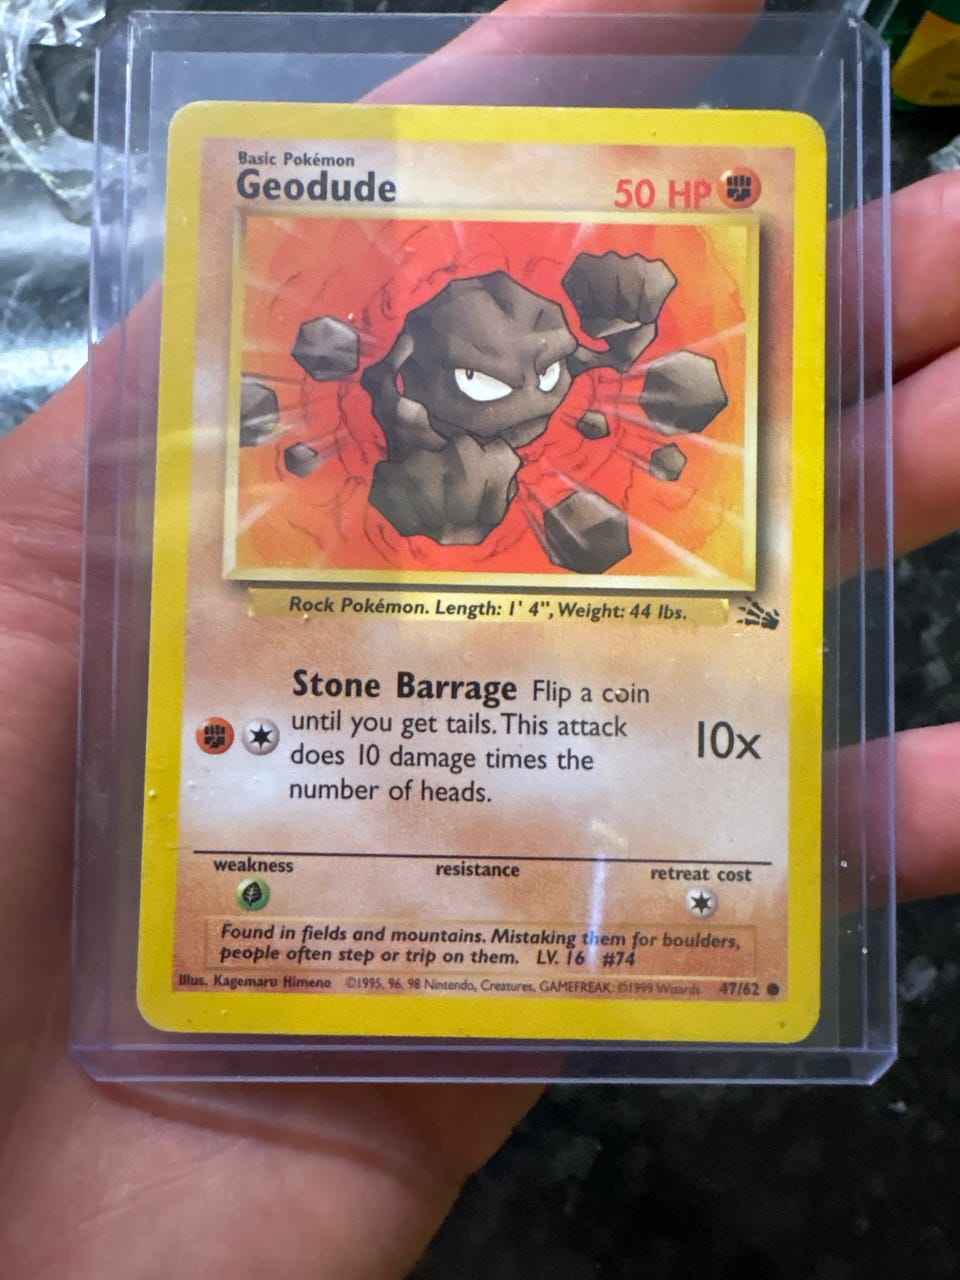 Basic Pokémon
Geodude
50 HP
Rock Pokémon. Length: 1' 4", Weight: 44 lbs.
Stone Barrage Flip a coin
until you get tails. This attack
does 10 damage times the
number of heads.
10x
weakness
resistance
retreat cost
Found in fields and mountains. Mistaking them for boulders,
people often step or trip on them. LV. 16 #74
Illus. Kagemaru Himeno ©1995, 96, 98 Nintendo, Creatures, GAMEFREAK. ©1999 Wizards. 47/62